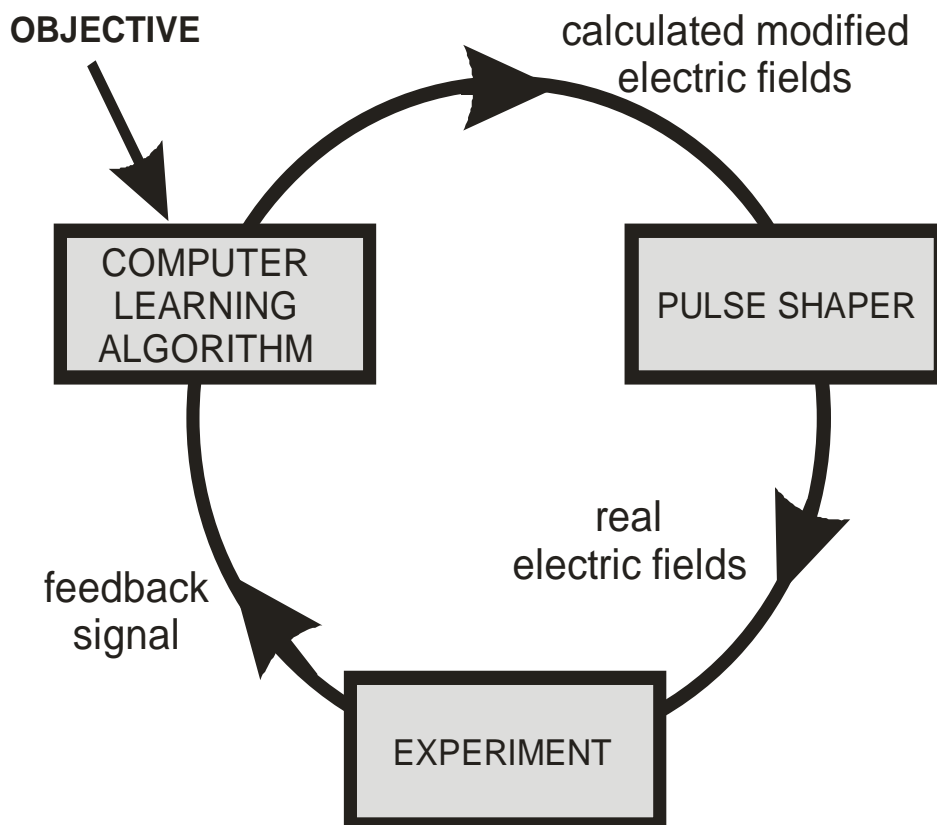 OBJECTIVE
calculated modified
electric fields
COMPUTER
LEARNING
ALGORITHM
PULSE SHAPER
real
electric fields
feedback
signal
EXPERIMENT